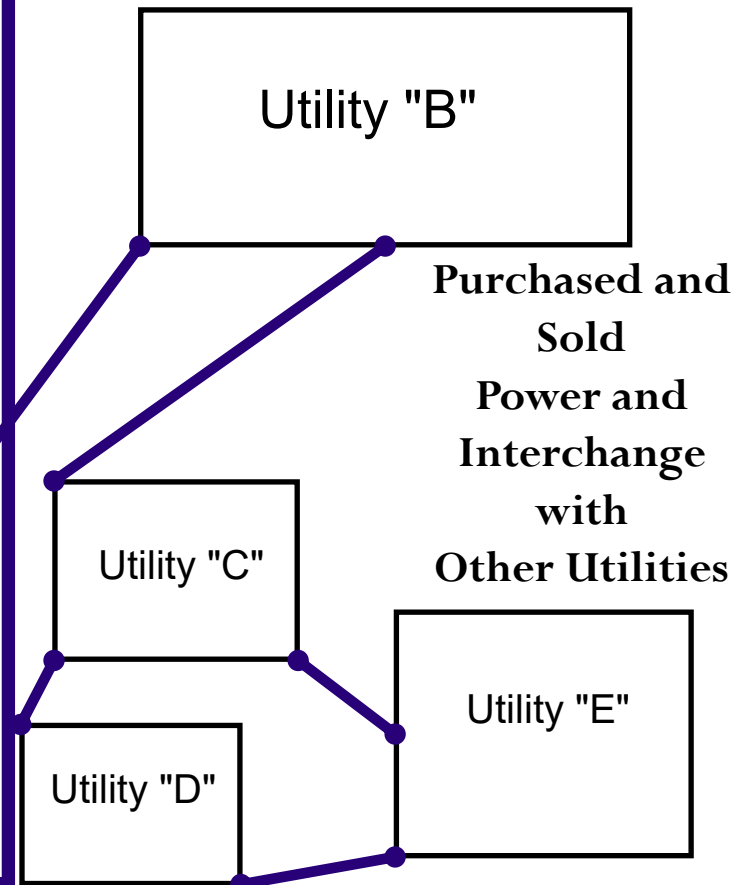 Utility "B"
Purchased and
Sold
Power and
Interchange
with
Other Utilities
Utility "C"
Utility "E"
Utility "D"